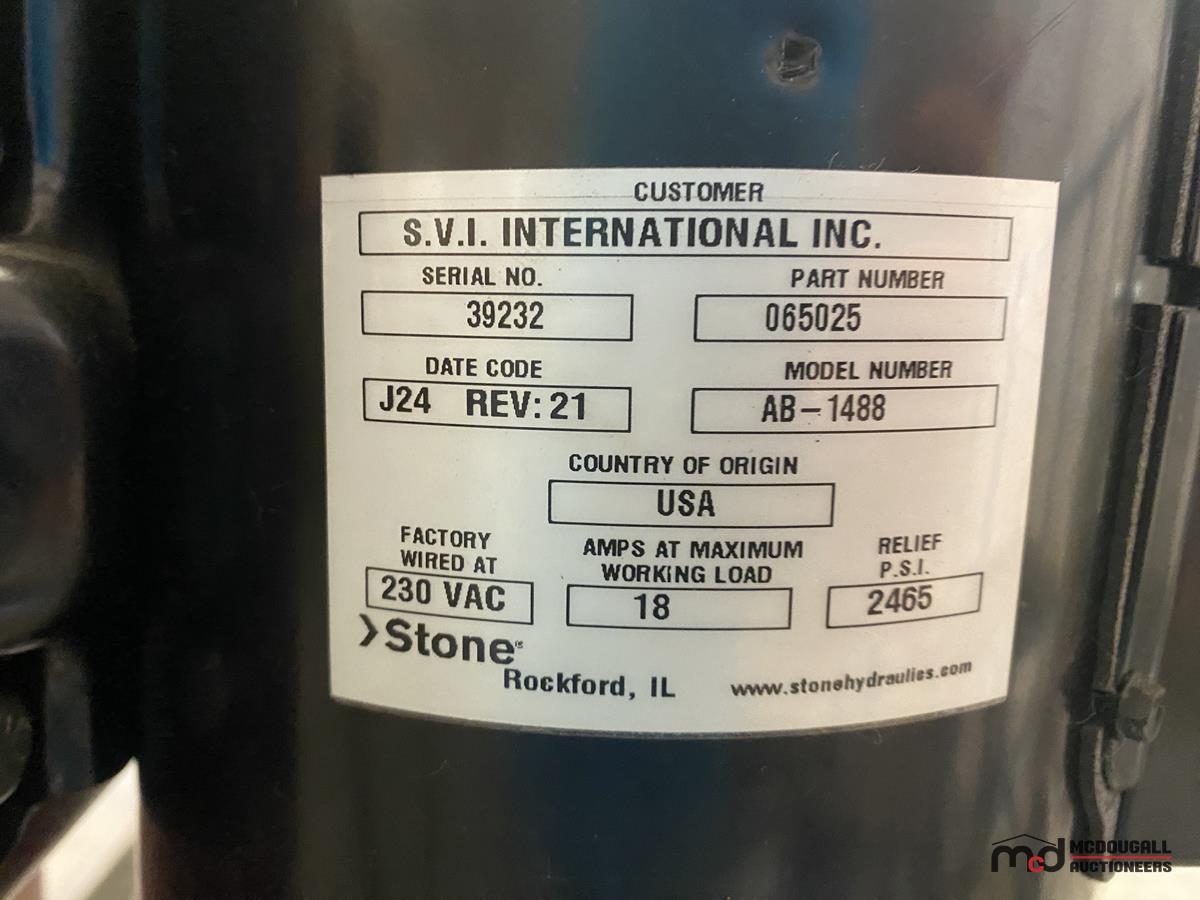 CUSTOMER
S.V.I. INTERNATIONAL INC.
SERIAL NO. PART NUMBER
39232 065025
DATE CODE MODEL NUMBER
J24 REV: 21 AB-1488
COUNTRY OF ORIGIN
USA
FACTORY WIRED AT
230 VAC
AMPS AT MAXIMUM
WORKING LOAD
18
RELIEF
P.S.I.
2465
Stone
Rockford, IL www.stonehydraulics.com
mcd MCDOUGALL
AUCTIONEERS